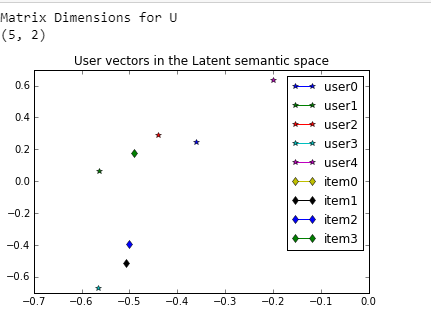 Matrix Dimensions for U
(5, 2)
User vectors in the Latent semantic space
0.6
0.4
0.2
0.0
−0.2
−0.4
−0.6
−0.7
−0.6
−0.5
−0.4
−0.3
−0.2
−0.1
0.0
user0
user1
user2
user3
user4
item0
item1
item2
item3